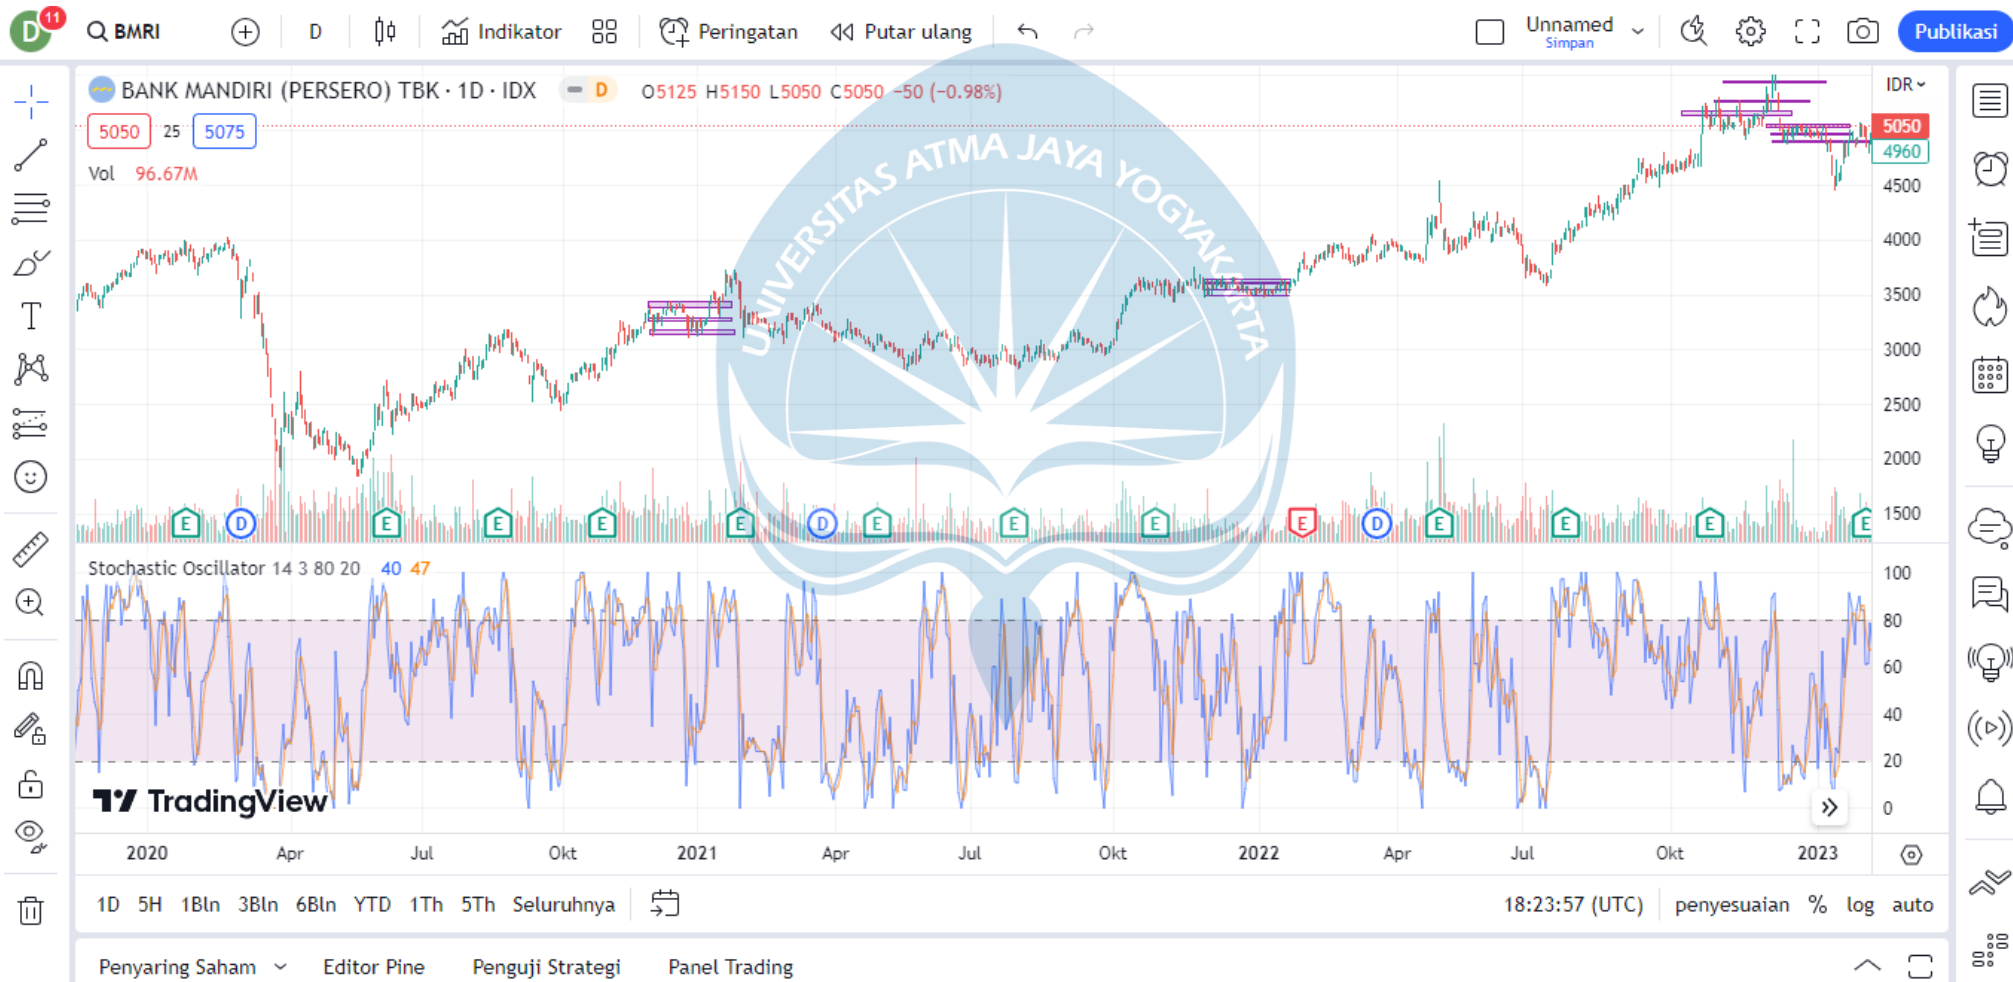 D 11 BMRI D Indikator Peringatan Putar ulang Unnamed Simpan Publikasi
BANK MANDIRI (PERSERO) TBK · 1D · IDX D O5125 H5150 L5050 C5050 −50 (−0.98%) IDR
5050 25 5075
5050
4960
Vol 96.67M
4500
4000
3500
3000
2500
2000
1500
UNIVERSITAS ATMA JAYA YOGYAKARTA
E D E E E E D E E E E D E E E E
Stochastic Oscillator 14 3 80 20 40 47
100
80
60
40
20
0
TradingView
2020 Apr Jul Okt 2021 Apr Jul Okt 2022 Apr Jul Okt 2023
1D 5H 1Bln 3Bln 6Bln YTD 1Th 5Th Seluruhnya 18:23:57 (UTC) penyesuaian % log auto
Penyaring Saham Editor Pine Penguji Strategi Panel Trading